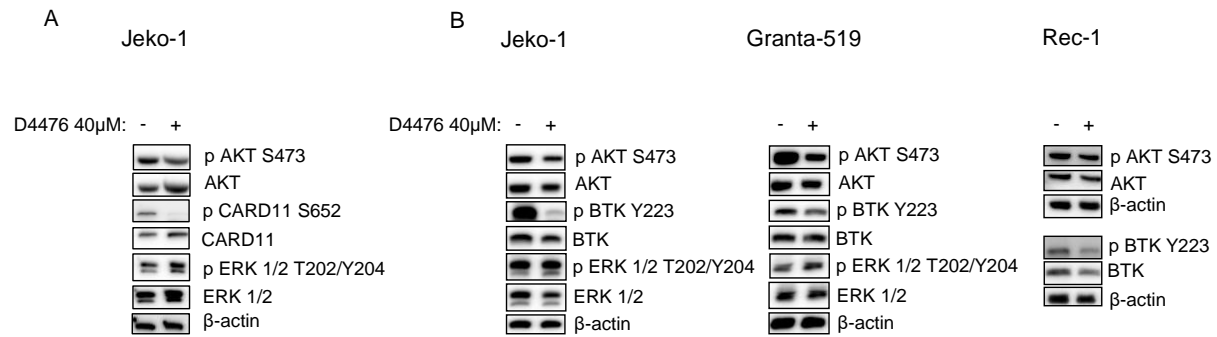 A
Jeko-1
D4476 40µM: - +
p AKT S473
AKT
p CARD11 S652
CARD11
p ERK 1/2 T202/Y204
ERK 1/2
β-actin
B
Jeko-1
D4476 40µM: - +
p AKT S473
AKT
p BTK Y223
BTK
p ERK 1/2 T202/Y204
ERK 1/2
β-actin
Granta-519
- +
p AKT S473
AKT
p BTK Y223
BTK
p ERK 1/2 T202/Y204
ERK 1/2
β-actin
Rec-1
- +
p AKT S473
AKT
β-actin
p BTK Y223
BTK
β-actin